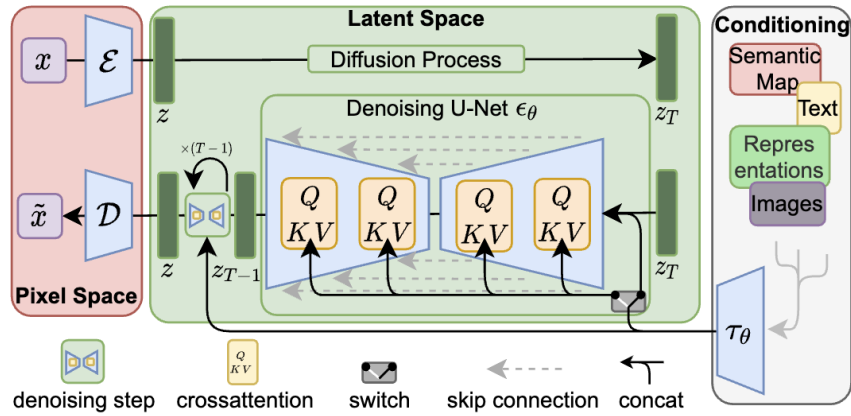 Latent Space
Conditioning
x
ℰ
Diffusion Process
z
z_T
Semantic
Map
Text
Repres
entations
Images
Denoising U-Net ϵ_θ
×(T − 1)
x̃
𝒟
z
z_{T−1}
Q
KV
Q
KV
Q
KV
Q
KV
z_T
Pixel Space
τ_θ
Q
KV
denoising step
crossattention
switch
skip connection
concat